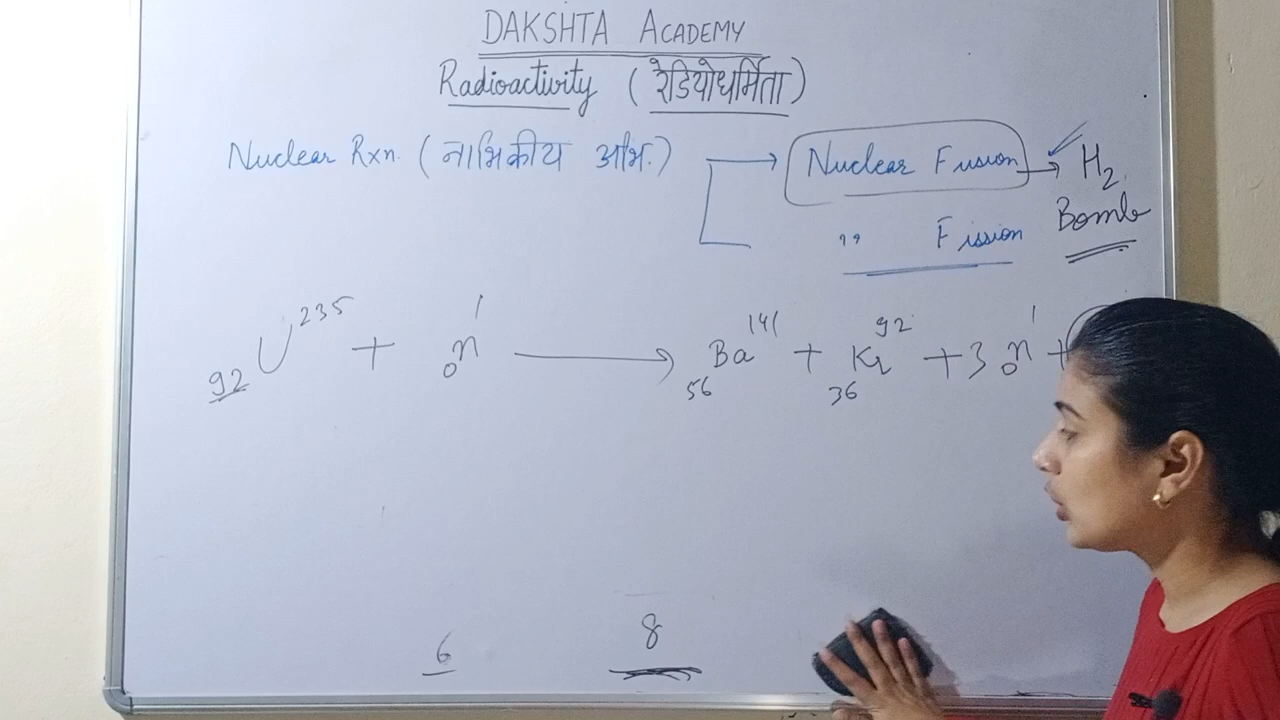 DAKSHTA ACADEMY
Radioactivity (रेडियोधर्मिता)
Nuclear Rxn. (नाभिकीय अभि.) → Nuclear Fusion → H₂ Bomb
" Fission
₉₂U²³⁵ + ₀n¹ → ₅₆Ba¹⁴¹ + ₃₆Kr⁹² + 3 ₀n¹ +
6 8